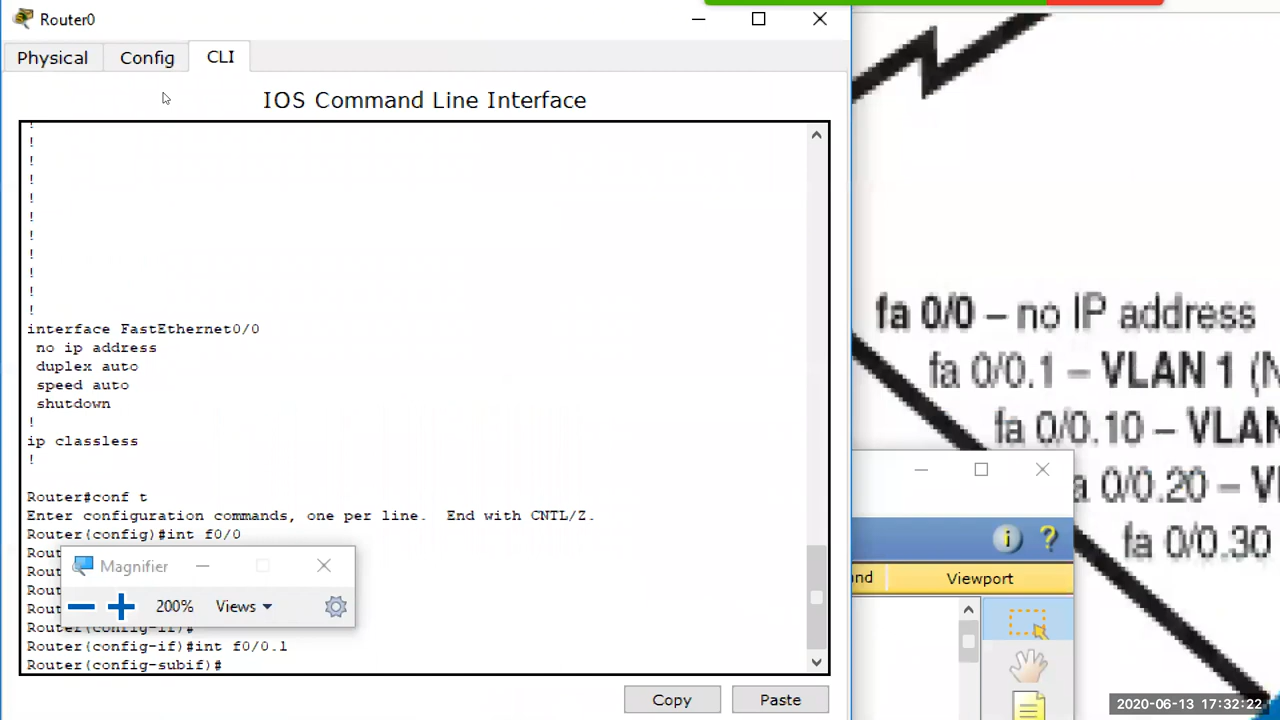 Router0
Physical Config CLI
IOS Command Line Interface
!
!
!
!
!
!
!
!
!
!
!
interface FastEthernet0/0
no ip address
duplex auto
speed auto
shutdown
!
ip classless
!
Router#conf t
Enter configuration commands, one per line. End with CNTL/Z.
Router(config)#int f0/0
Magnifier
200% Views
Router(config-if)#
Router(config-if)#int f0/0.1
Router(config-subif)#
Copy Paste
fa 0/0 – no IP address
fa 0/0.1 – VLAN 1 (N
fa 0/0.10 – VLAN
a 0/0.20 – V
fa 0/0.30
i ?
nd Viewport
2020-06-13 17:32:22